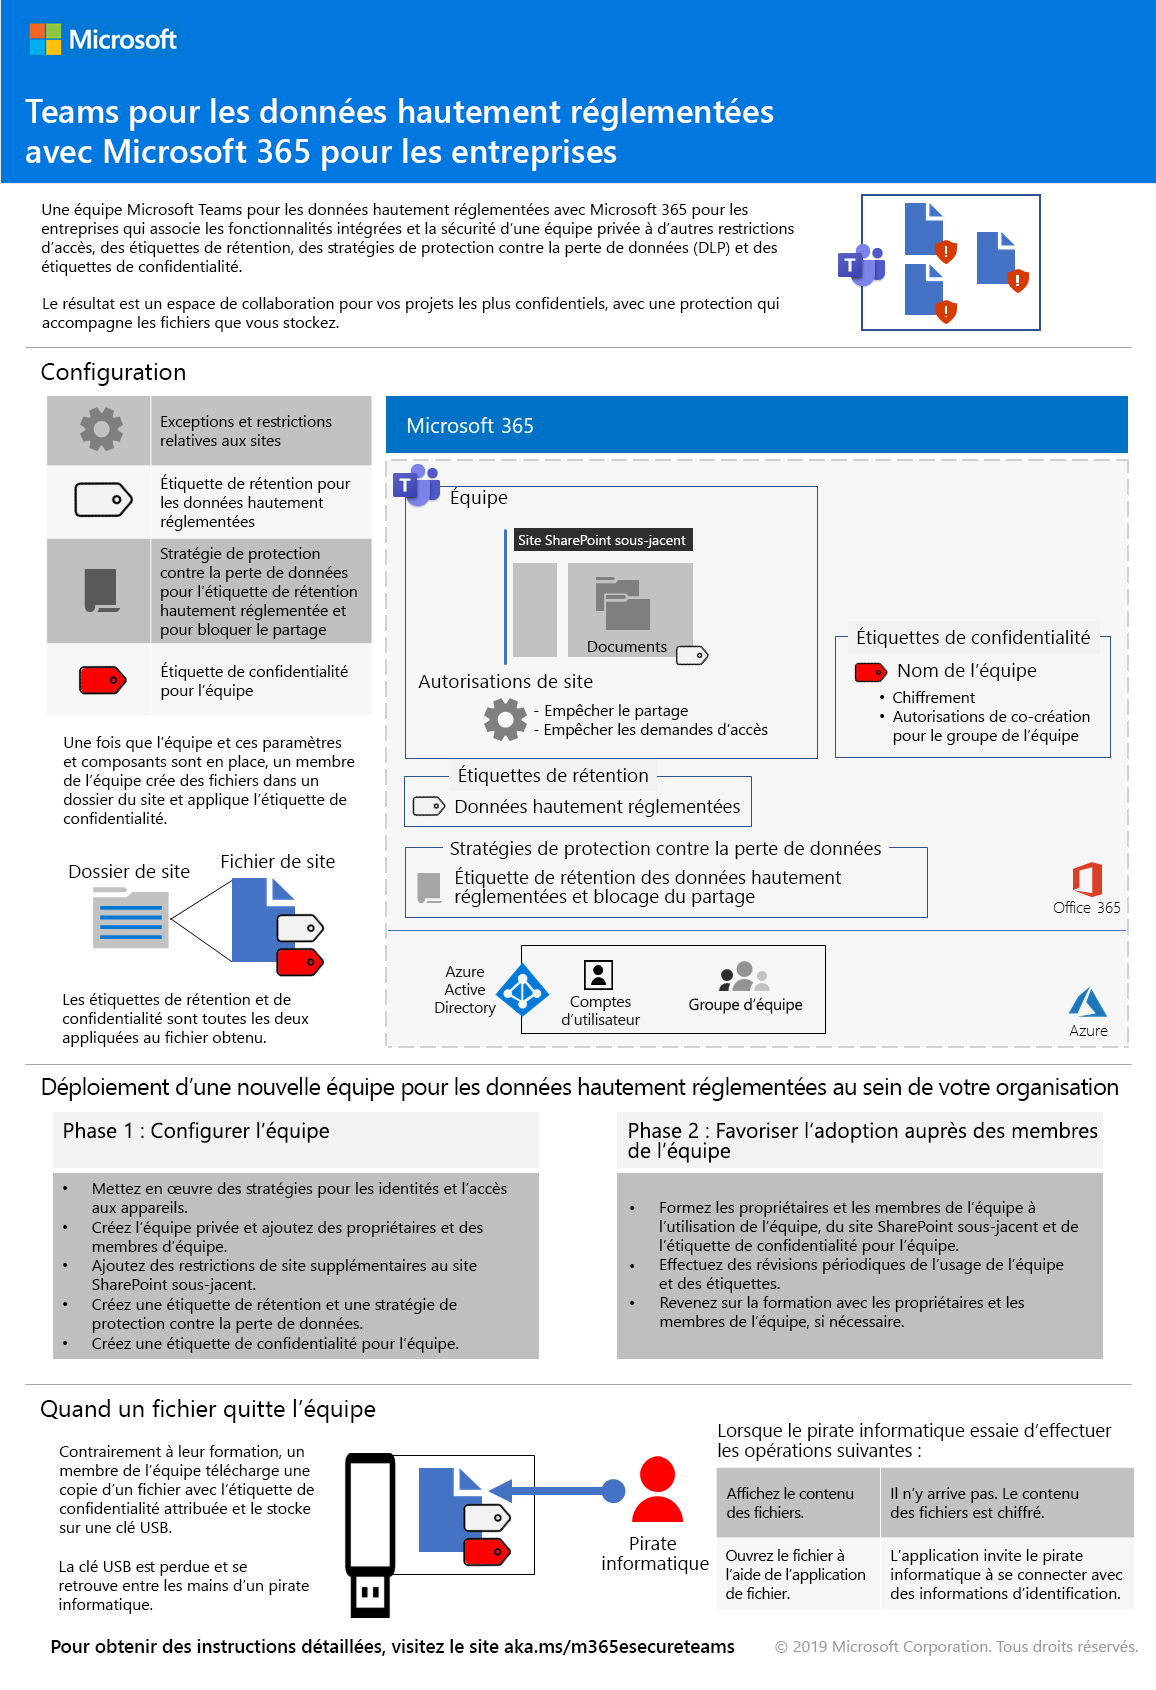 Microsoft
Teams pour les données hautement réglementées
avec Microsoft 365 pour les entreprises
Une équipe Microsoft Teams pour les données hautement réglementées avec Microsoft 365 pour les
entreprises qui associe les fonctionnalités intégrées et la sécurité d’une équipe privée à d’autres restrictions
d’accès, des étiquettes de rétention, des stratégies de protection contre la perte de données (DLP) et des
étiquettes de confidentialité.
Le résultat est un espace de collaboration pour vos projets les plus confidentiels, avec une protection qui
accompagne les fichiers que vous stockez.
T
Configuration
Exceptions et restrictions
relatives aux sites
Étiquette de rétention pour
les données hautement
réglementées
Stratégie de protection
contre la perte de données
pour l’étiquette de rétention
hautement réglementée et
pour bloquer le partage
Étiquette de confidentialité
pour l’équipe
Une fois que l’équipe et ces paramètres
et composants sont en place, un membre
de l’équipe crée des fichiers dans un
dossier du site et applique l’étiquette de
confidentialité.
Dossier de site
Fichier de site
Les étiquettes de rétention et de
confidentialité sont toutes les deux
appliquées au fichier obtenu.
Microsoft 365
T
Équipe
Site SharePoint sous-jacent
Documents
Autorisations de site
- Empêcher le partage
- Empêcher les demandes d’accès
Étiquettes de confidentialité
Nom de l’équipe
• Chiffrement
• Autorisations de co-création
pour le groupe de l’équipe
Étiquettes de rétention
Données hautement réglementées
Stratégies de protection contre la perte de données
Étiquette de rétention des données hautement
réglementées et blocage du partage
Office 365
Azure
Active
Directory
Comptes
d’utilisateur
Groupe d’équipe
Azure
Déploiement d’une nouvelle équipe pour les données hautement réglementées au sein de votre organisation
Phase 1 : Configurer l’équipe
• Mettez en œuvre des stratégies pour les identités et l’accès
aux appareils.
• Créez l’équipe privée et ajoutez des propriétaires et des
membres d’équipe.
• Ajoutez des restrictions de site supplémentaires au site
SharePoint sous-jacent.
• Créez une étiquette de rétention et une stratégie de
protection contre la perte de données.
• Créez une étiquette de confidentialité pour l’équipe.
Phase 2 : Favoriser l’adoption auprès des membres
de l’équipe
• Formez les propriétaires et les membres de l’équipe à
l’utilisation de l’équipe, du site SharePoint sous-jacent et de
l’étiquette de confidentialité pour l’équipe.
• Effectuez des révisions périodiques de l’usage de l’équipe
et des étiquettes.
• Revenez sur la formation avec les propriétaires et les
membres de l’équipe, si nécessaire.
Quand un fichier quitte l’équipe
Contrairement à leur formation, un
membre de l’équipe télécharge une
copie d’un fichier avec l’étiquette de
confidentialité attribuée et le stocke
sur une clé USB.
La clé USB est perdue et se
retrouve entre les mains d’un pirate
informatique.
Pirate
informatique
Lorsque le pirate informatique essaie d’effectuer
les opérations suivantes :
Affichez le contenu
des fichiers.
Il n’y arrive pas. Le contenu
des fichiers est chiffré.
Ouvrez le fichier à
l’aide de l’application
de fichier.
L’application invite le pirate
informatique à se connecter avec
des informations d’identification.
Pour obtenir des instructions détaillées, visitez le site aka.ms/m365esecureteams
© 2019 Microsoft Corporation. Tous droits réservés.